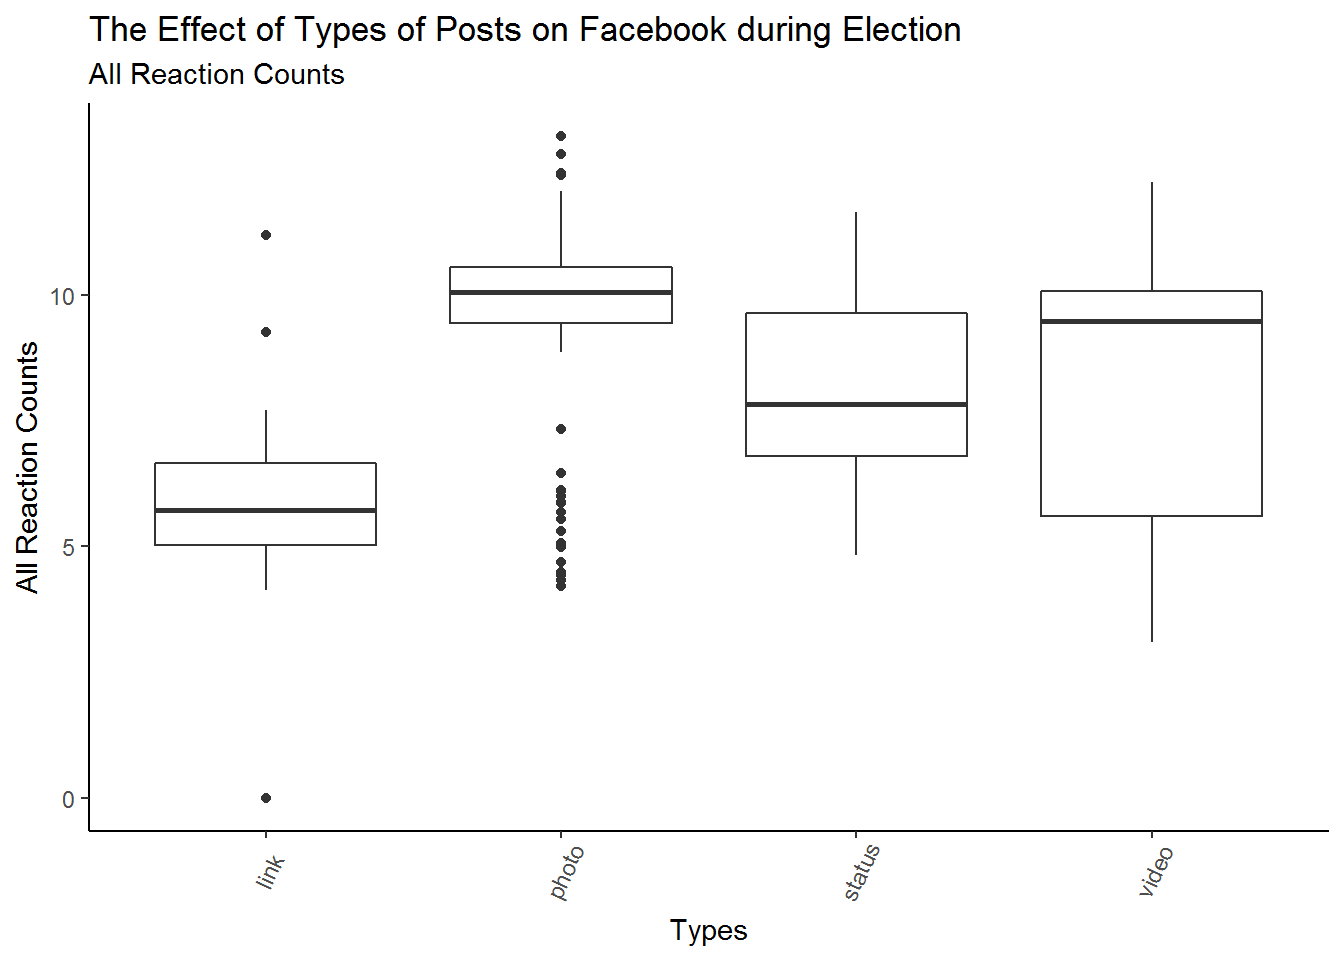 The Effect of Types of Posts on Facebook during Election
All Reaction Counts
All Reaction Counts
10
5
0
link
photo
status
video
Types